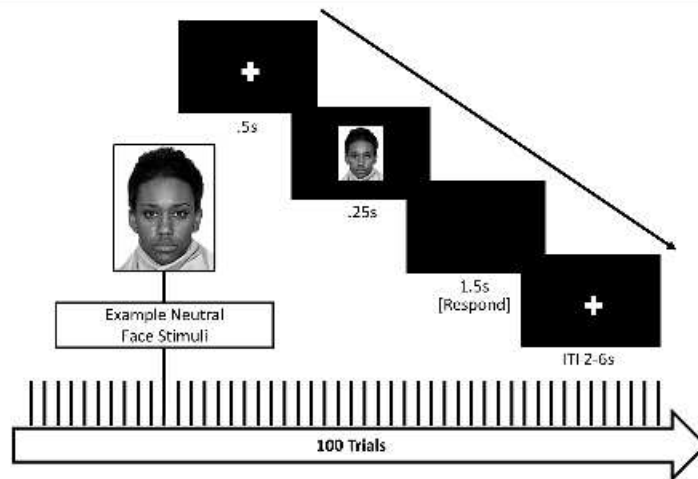 .5s
.25s
1.5s
[Respond]
ITI 2-6s
Example Neutral
Face Stimuli
100 Trials